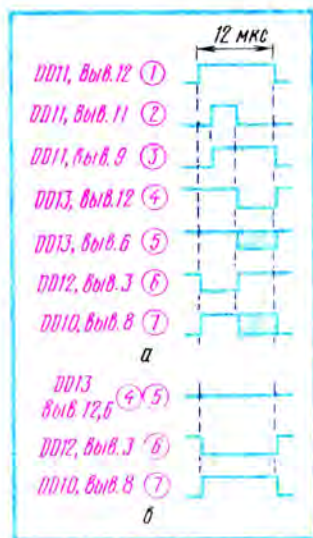 12 мкс
DD11, Выв.12 ①
DD11, Выв.11 ②
DD11, Выв.9 ③
DD13, Выв.12 ④
DD13, Выв.6 ⑤
DD12, Выв.3 ⑥
DD10, Выв.8 ⑦
а
DD13
Выв.12,6 ④ ⑤
DD12, Выв.3 ⑥
DD10, Выв.8 ⑦
б